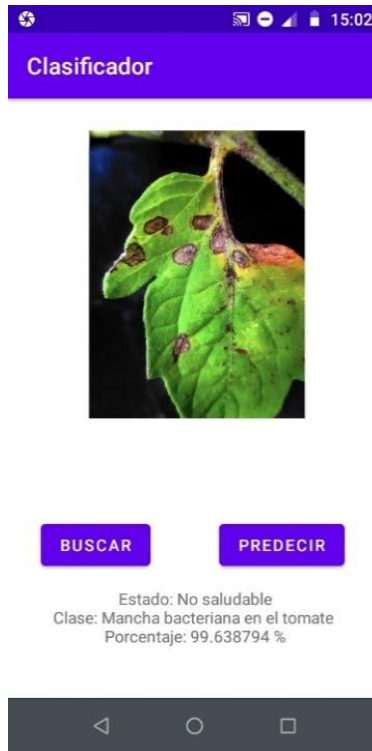 15:02
Clasificador
BUSCAR
PREDECIR
Estado: No saludable
Clase: Mancha bacteriana en el tomate
Porcentaje: 99.638794 %